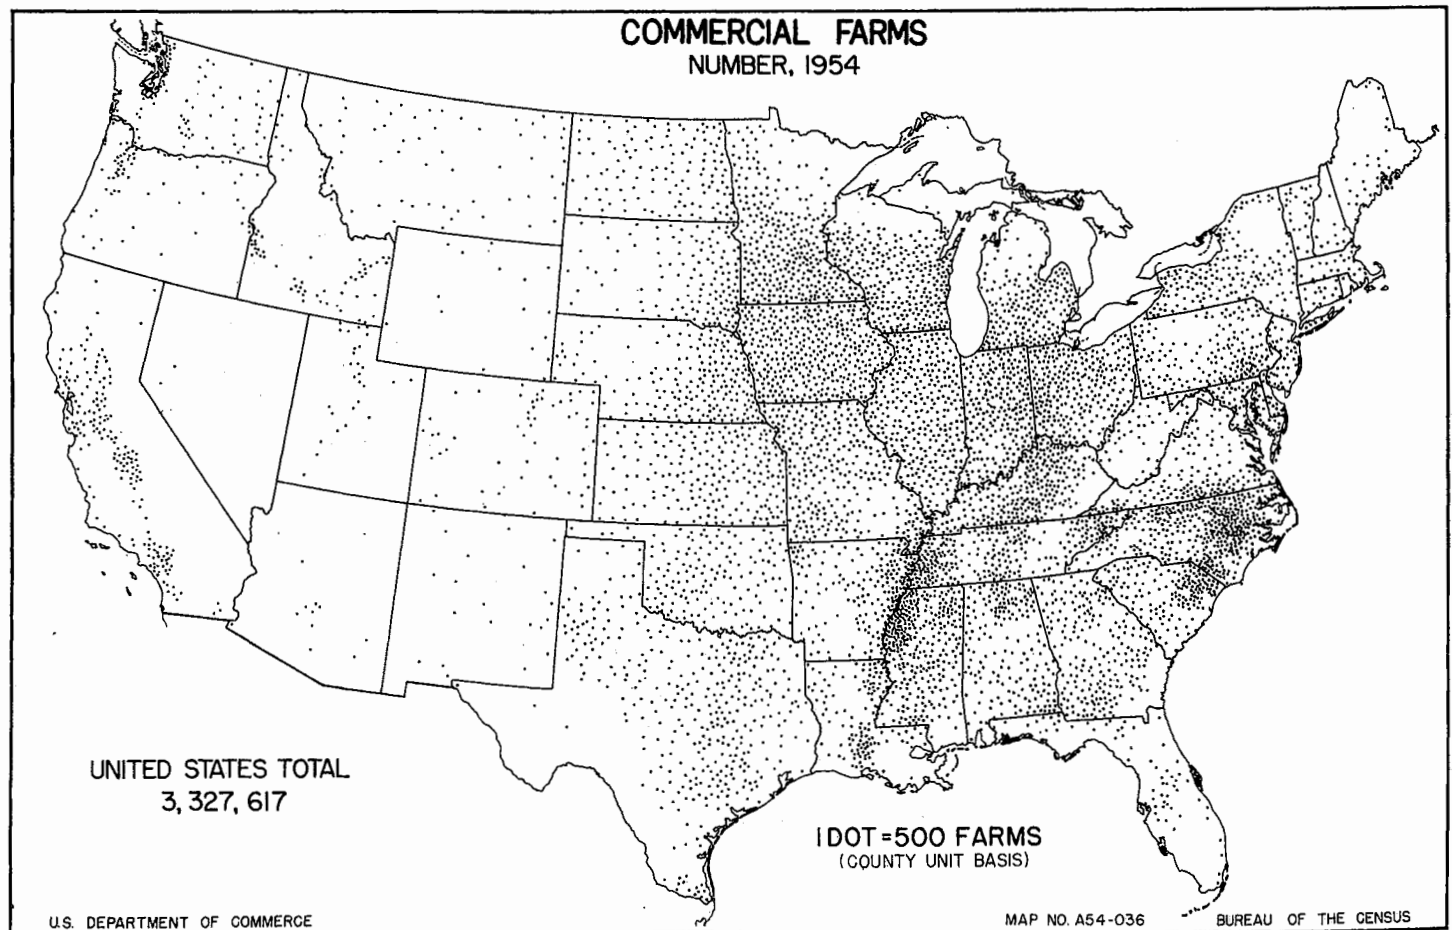 COMMERCIAL FARMS
NUMBER, 1954
UNITED STATES TOTAL
3,327,617
1 DOT = 500 FARMS
(COUNTY UNIT BASIS)
U.S. DEPARTMENT OF COMMERCE
MAP NO. A54-036
BUREAU OF THE CENSUS